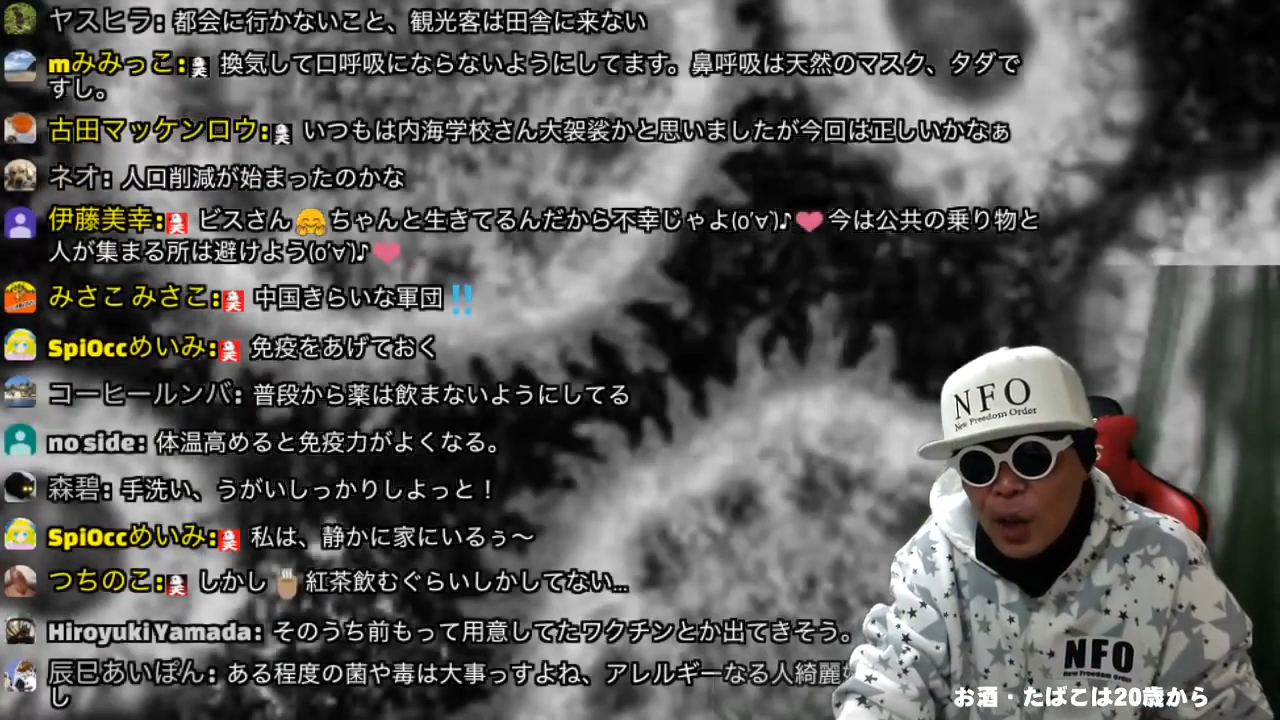 ヤスヒラ: 都会に行かないこと、観光客は田舎に来ない
mみみっこ: 換気して口呼吸にならないようにしてます。鼻呼吸は天然のマスク、タダで
すし。
古田マッケンロウ: いつもは内海学校さん大袈裟かと思いましたが今回は正しいかなぁ
ネオ: 人口削減が始まったのかな
伊藤美幸: ビスさん🤗ちゃんと生きてるんだから不幸じゃよ(o'∀')♪❤今は公共の乗り物と
人が集まる所は避けよう(o'∀')♪❤
みさこ みさこ: 中国きらいな軍団‼
SpiOccめいみ: 免疫をあげておく
コーヒールンバ: 普段から薬は飲まないようにしてる
no side: 体温高めると免疫力がよくなる。
森碧: 手洗い、うがいしっかりしよっと！
SpiOccめいみ: 私は、静かに家にいるぅ〜
つちのこ: しかし 紅茶飲むぐらいしかしてない...
Hiroyuki Yamada: そのうち前もって用意してたワクチンとか出てきそう。
辰巳あいぽん: ある程度の菌や毒は大事っすよね、アレルギーなる人綺麗
し
NFO
New Freedom Order
NFO
New Freedom Order
お酒・たばこは20歳から